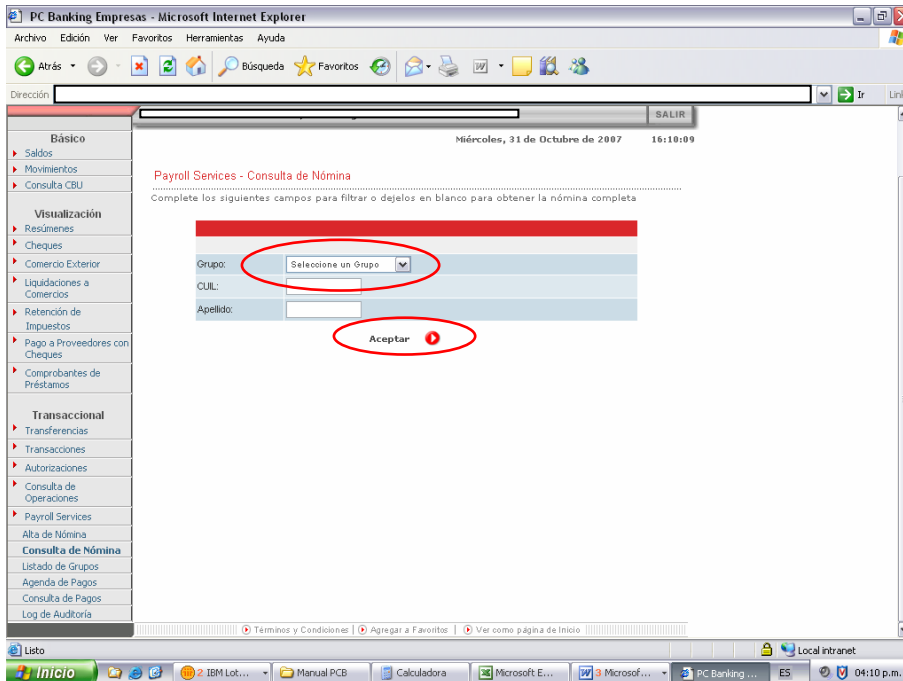 PC Banking Empresas - Microsoft Internet Explorer
Archivo Edición Ver Favoritos Herramientas Ayuda
Atrás Búsqueda Favoritos
Dirección Ir
SALIR
Miércoles, 31 de Octubre de 2007 16:10:09
Básico
Saldos
Movimientos
Consulta CBU
Visualización
Resúmenes
Cheques
Comercio Exterior
Liquidaciones a
Comercios
Retención de
Impuestos
Pago a Proveedores con
Cheques
Comprobantes de
Préstamos
Transaccional
Transferencias
Transacciones
Autorizaciones
Consulta de
Operaciones
Payroll Services
Alta de Nómina
Consulta de Nómina
Listado de Grupos
Agenda de Pagos
Consulta de Pagos
Log de Auditoría
Payroll Services - Consulta de Nómina
Complete los siguientes campos para filtrar o dejelos en blanco para obtener la nómina completa
Grupo: Seleccione un Grupo
CUIL:
Apellido:
Aceptar
Términos y Condiciones | Agregar a Favoritos | Ver como página de Inicio
Listo Local intranet
Inicio 2 IBM Lot... Manual PCB Calculadora Microsoft E... 3 Microsof... PC Banking ... ES 04:10 p.m.